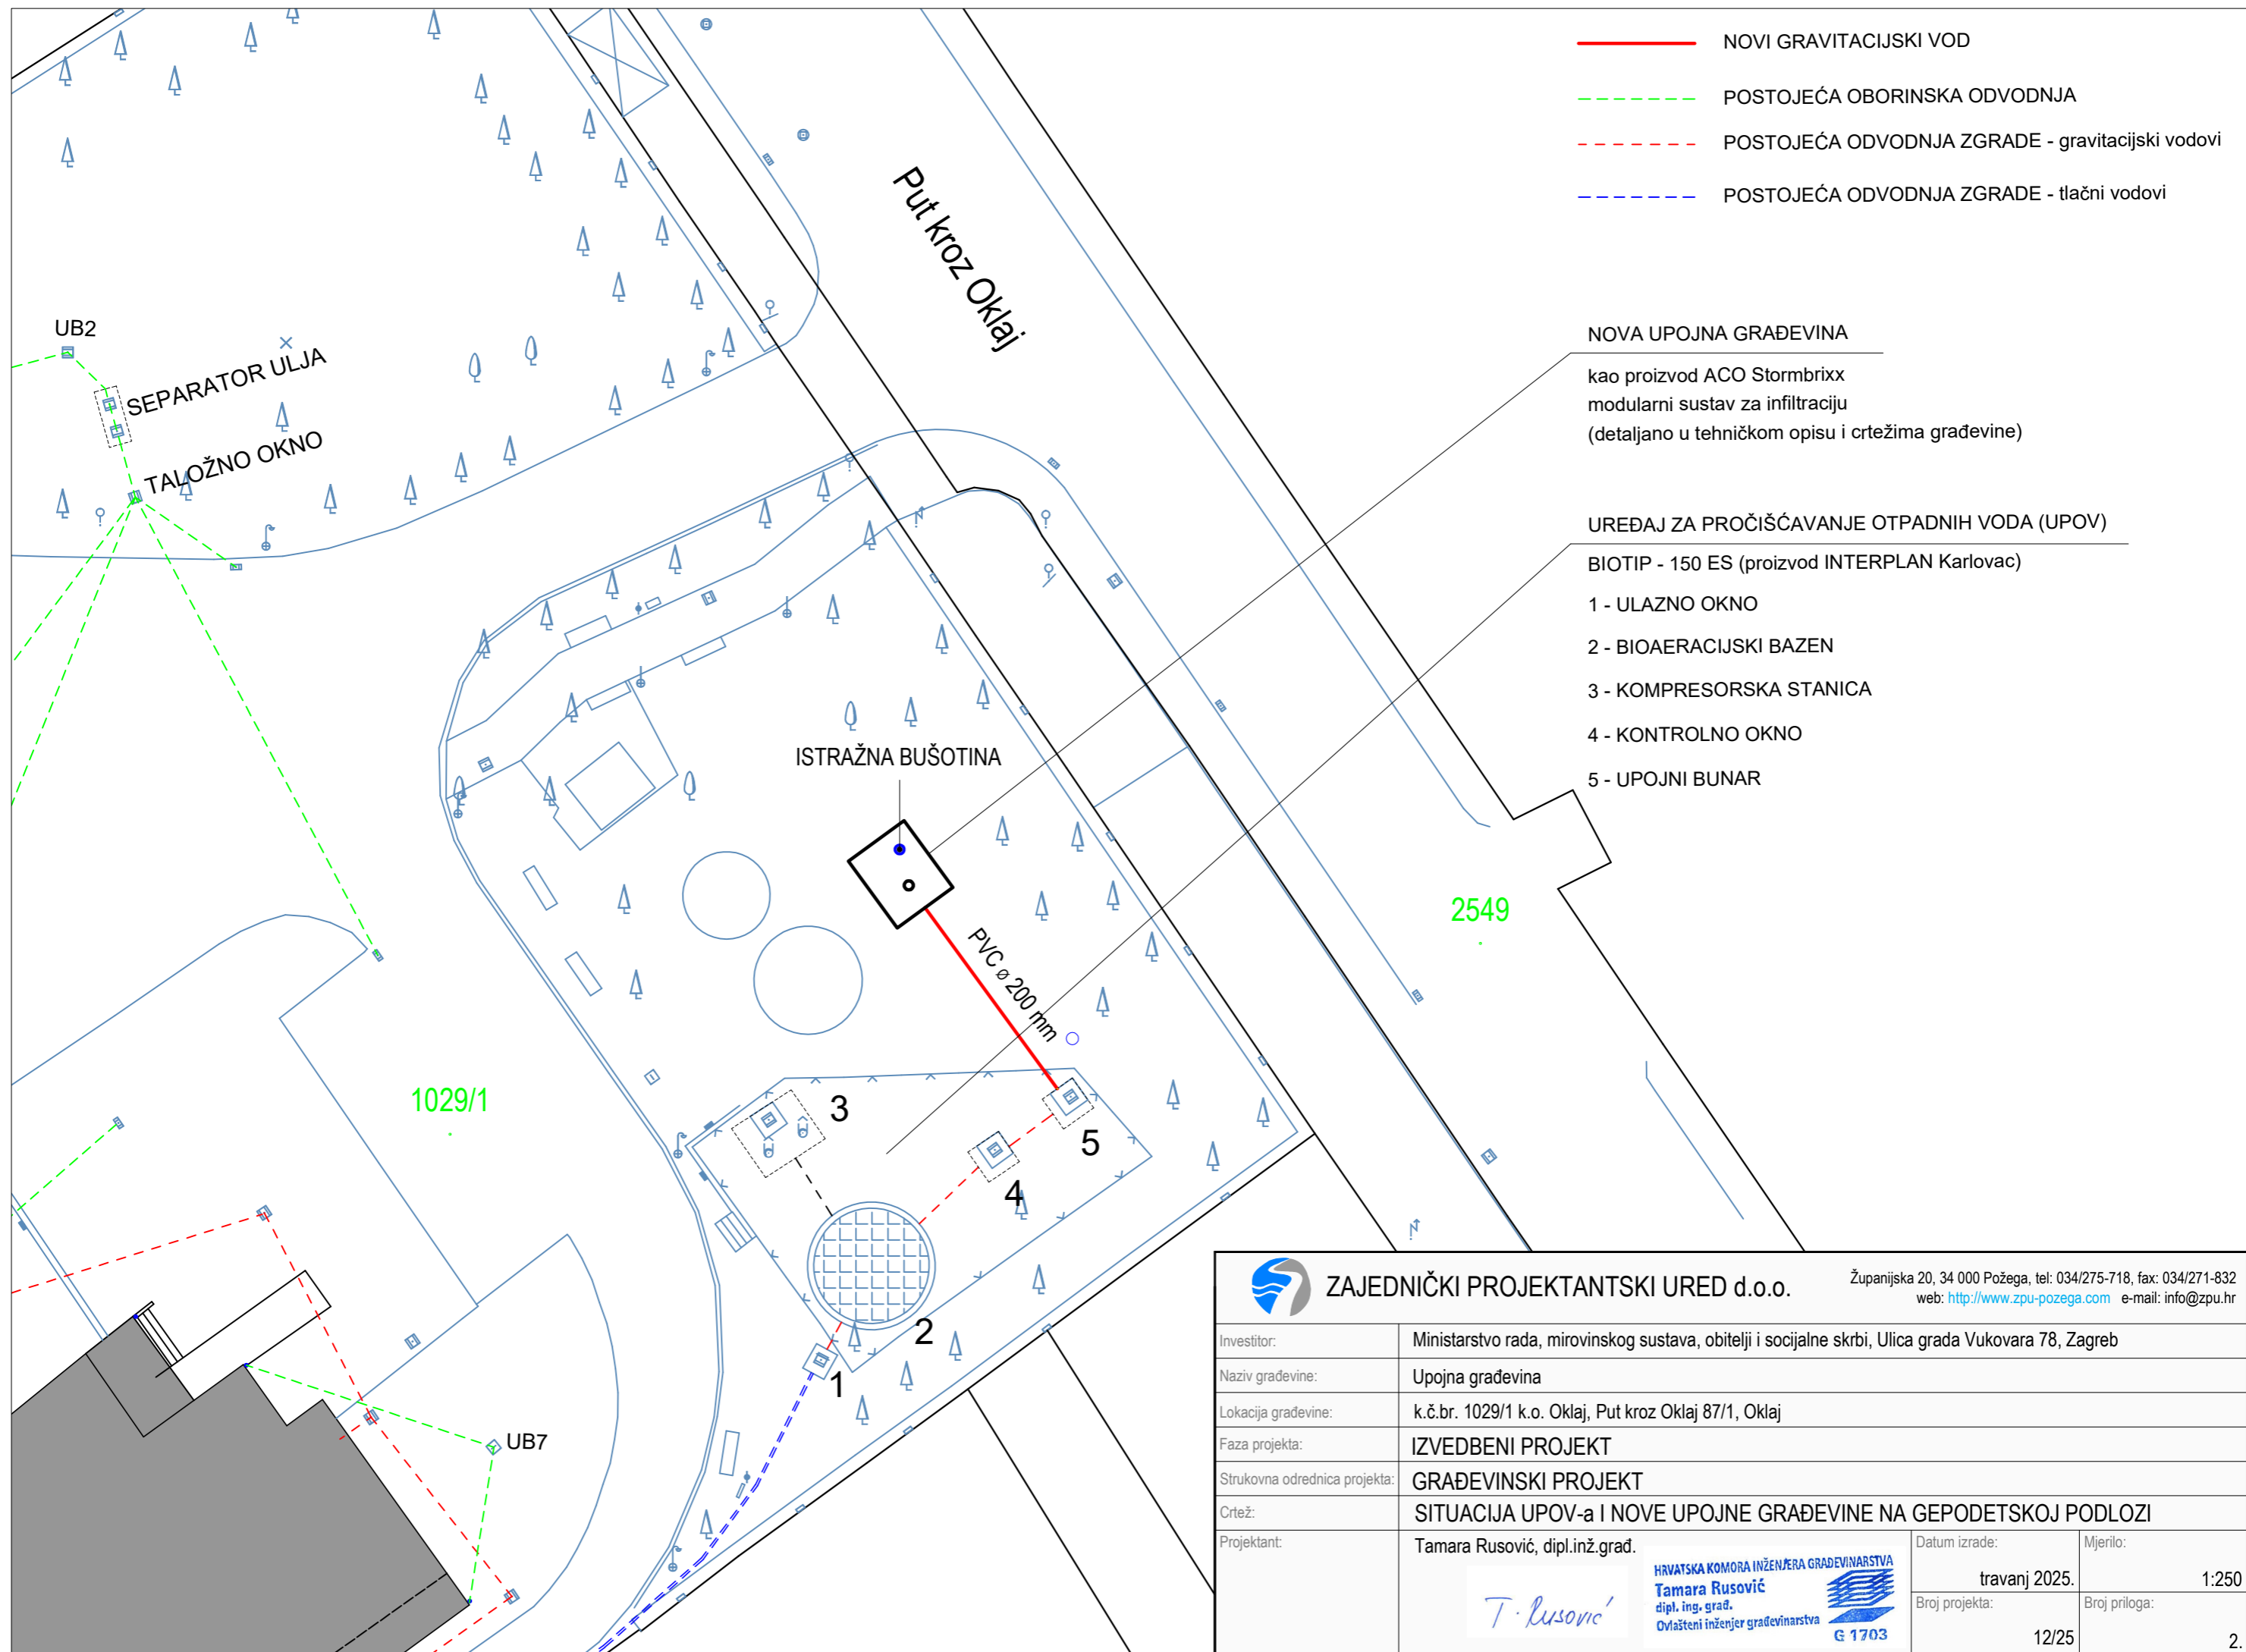 NOVI GRAVITACIJSKI VOD
POSTOJEĆA OBORINSKA ODVODNJA
POSTOJEĆA ODVODNJA ZGRADE - gravitacijski vodovi
POSTOJEĆA ODVODNJA ZGRADE - tlačni vodovi
Put kroz Oklaj
NOVA UPOJNA GRAĐEVINA
kao proizvod ACO Stormbrixx
modularni sustav za infiltraciju
(detaljano u tehničkom opisu i crtežima građevine)
UREĐAJ ZA PROČIŠĆAVANJE OTPADNIH VODA (UPOV)
BIOTIP - 150 ES (proizvod INTERPLAN Karlovac)
1 - ULAZNO OKNO
2 - BIOAERACIJSKI BAZEN
3 - KOMPRESORSKA STANICA
4 - KONTROLNO OKNO
5 - UPOJNI BUNAR
UB2
SEPARATOR ULJA
TALOŽNO OKNO
ISTRAŽNA BUŠOTINA
2549
PVC ø 200 mm
1029/1
3
5
4
2
1
UB7
ZAJEDNIČKI PROJEKTANTSKI URED d.o.o.
Županijska 20, 34 000 Požega, tel: 034/275-718, fax: 034/271-832
web: http://www.zpu-pozega.com e-mail: info@zpu.hr
Investitor: Ministarstvo rada, mirovinskog sustava, obitelji i socijalne skrbi, Ulica grada Vukovara 78, Zagreb
Naziv građevine: Upojna građevina
Lokacija građevine: k.č.br. 1029/1 k.o. Oklaj, Put kroz Oklaj 87/1, Oklaj
Faza projekta: IZVEDBENI PROJEKT
Strukovna odrednica projekta: GRAĐEVINSKI PROJEKT
Crtež: SITUACIJA UPOV-a I NOVE UPOJNE GRAĐEVINE NA GEPODETSKOJ PODLOZI
Projektant: Tamara Rusović, dipl.inž.građ.
T. Rusović
HRVATSKA KOMORA INŽENJERA GRAĐEVINARSTVA
Tamara Rusović
dipl. ing. građ.
Ovlašteni inženjer građevinarstva
G 1703
Datum izrade: travanj 2025.
Mjerilo: 1:250
Broj projekta: 12/25
Broj priloga: 2.